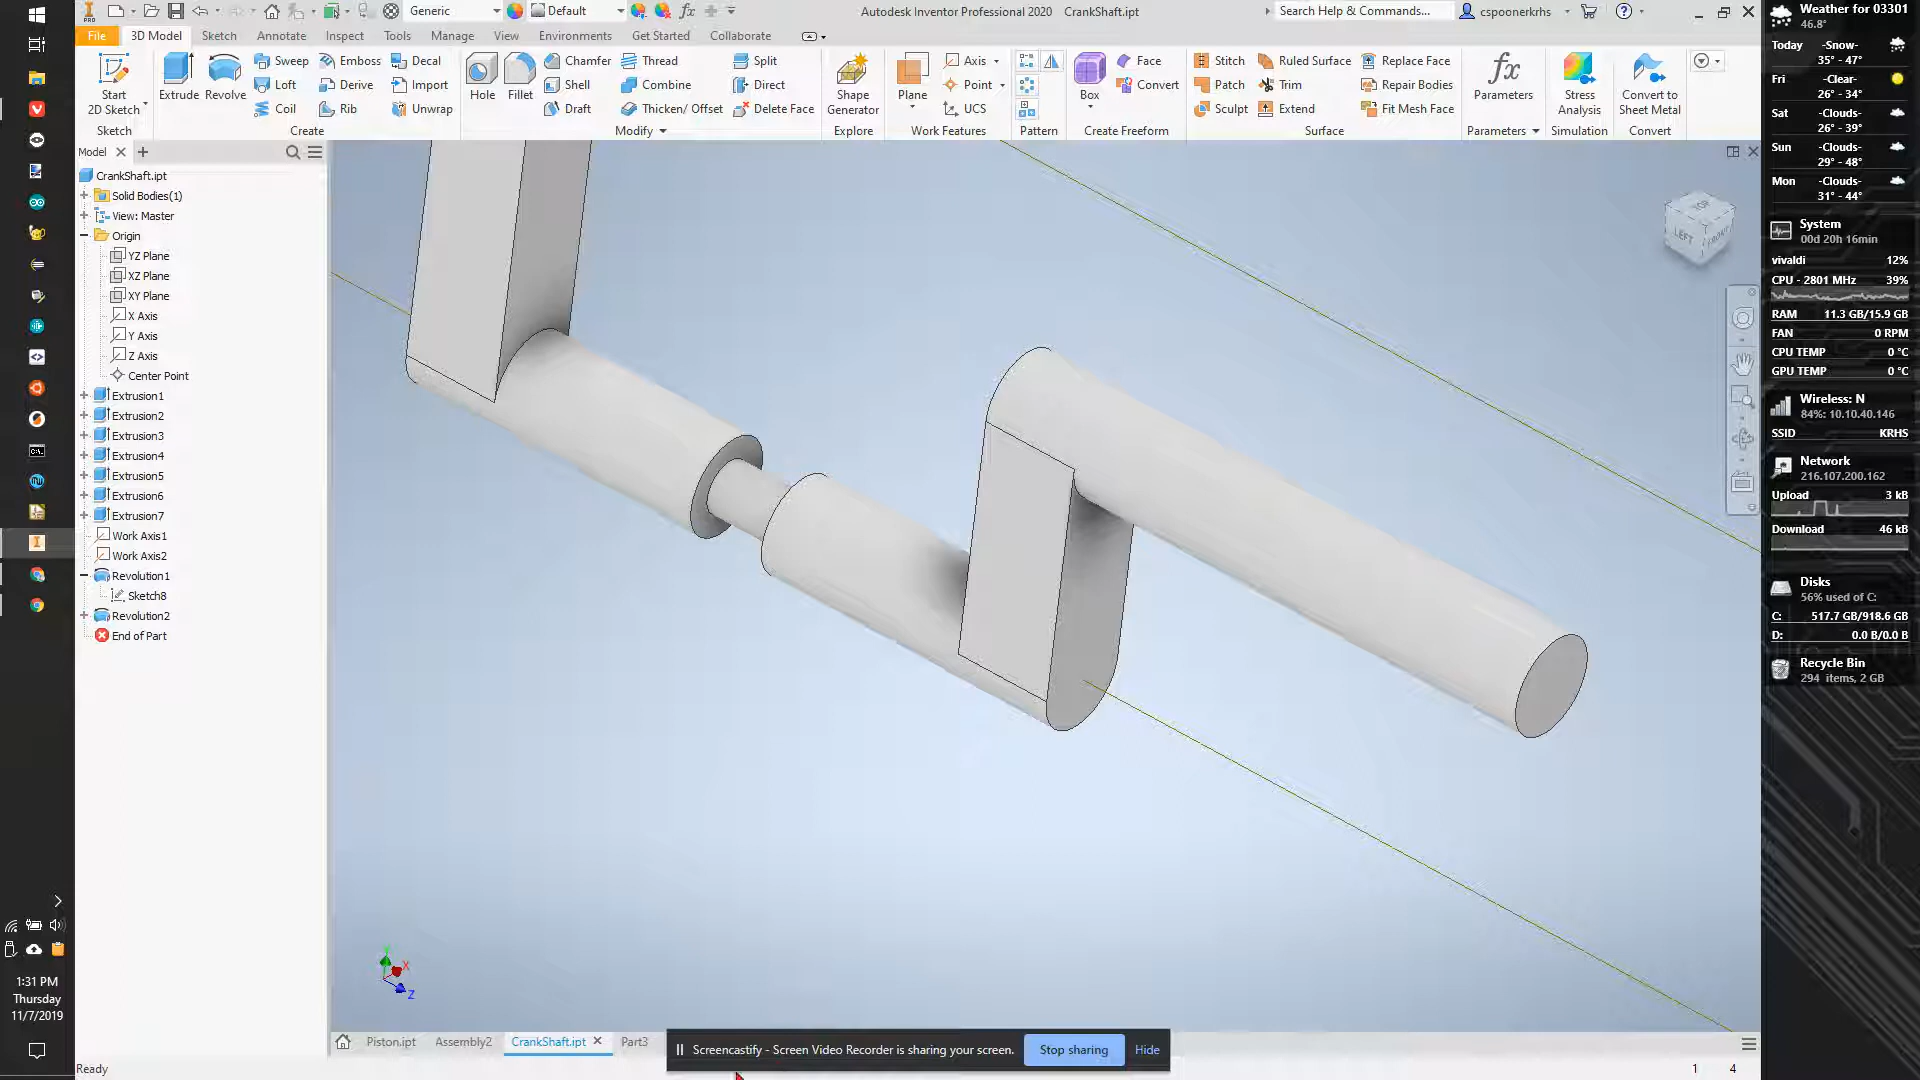 Generic
Default
Autodesk Inventor Professional 2020 CrankShaft.ipt
Search Help & Commands...
cspoonerkrhs
File
3D Model
Sketch
Annotate
Inspect
Tools
Manage
View
Environments
Get Started
Collaborate
Start
2D Sketch
Sketch
Extrude
Revolve
Sweep
Loft
Coil
Emboss
Derive
Rib
Decal
Import
Unwrap
Create
Hole
Fillet
Chamfer
Shell
Draft
Thread
Combine
Thicken/ Offset
Split
Direct
Delete Face
Modify
Shape
Generator
Explore
Plane
Axis
Point
UCS
Work Features
Pattern
Box
Face
Convert
Create Freeform
Stitch
Patch
Sculpt
Ruled Surface
Trim
Extend
Replace Face
Repair Bodies
Fit Mesh Face
Surface
fx
Parameters
Parameters
Stress
Analysis
Simulation
Convert to
Sheet Metal
Convert
Model
CrankShaft.ipt
Solid Bodies(1)
View: Master
Origin
YZ Plane
XZ Plane
XY Plane
X Axis
Y Axis
Z Axis
Center Point
Extrusion1
Extrusion2
Extrusion3
Extrusion4
Extrusion5
Extrusion6
Extrusion7
Work Axis1
Work Axis2
Revolution1
Sketch8
Revolution2
End of Part
TOP
LEFT
FRONT
Y
X
Z
Piston.ipt
Assembly2
CrankShaft.ipt
Part3
Screencastify - Screen Video Recorder is sharing your screen.
Stop sharing
Hide
Ready
1
4
1:31 PM
Thursday
11/7/2019
Weather for 03301
46.8°
Today -Snow-
35° - 47°
Fri -Clear-
26° - 34°
Sat -Clouds-
26° - 39°
Sun -Clouds-
29° - 48°
Mon -Clouds-
31° - 44°
System
00d 20h 16min
vivaldi 12%
CPU - 2801 MHz 39%
RAM 11.3 GB/15.9 GB
FAN 0 RPM
CPU TEMP 0 °C
GPU TEMP 0 °C
Wireless: N
84%: 10.10.40.146
SSID KRHS
Network
216.107.200.162
Upload 3 kB
Download 46 kB
Disks
56% used of C:
C: 517.7 GB/918.6 GB
D: 0.0 B/0.0 B
Recycle Bin
294 items, 2 GB